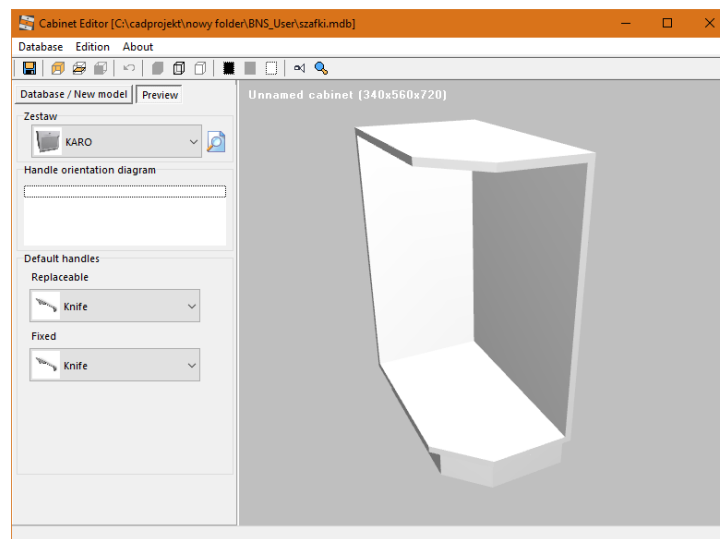 Cabinet Editor [C:\cadprojekt\nowy folder\BNS_User\szafki.mdb]
Database Edition About
Database / New model Preview
Unnamed cabinet (340x560x720)
Zestaw
KARO
Handle orientation diagram
Default handles
Replaceable
Knife
Fixed
Knife